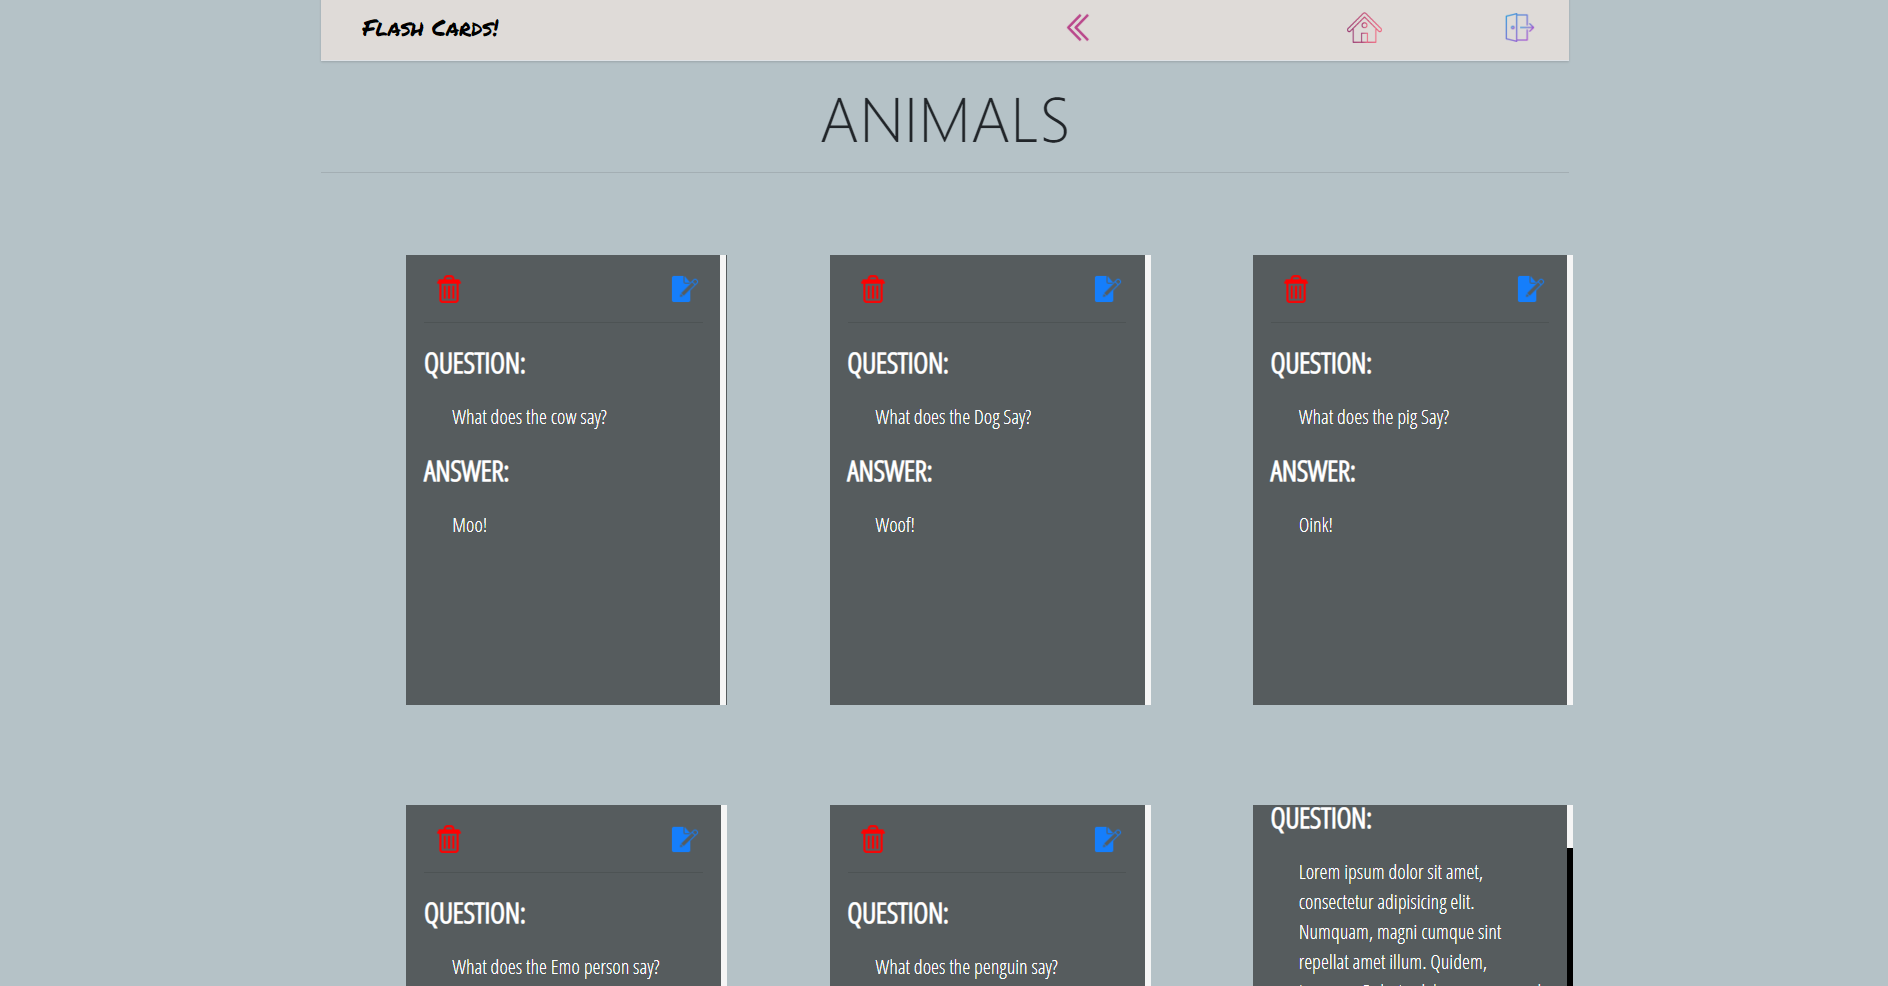 Flash Cards!
ANIMALS
QUESTION:
What does the cow say?
ANSWER:
Moo!
QUESTION:
What does the Dog Say?
ANSWER:
Woof!
QUESTION:
What does the pig Say?
ANSWER:
Oink!
QUESTION:
What does the Emo person say?
QUESTION:
What does the penguin say?
QUESTION:
Lorem ipsum dolor sit amet,
consectetur adipisicing elit.
Numquam, magni cumque sint
repellat amet illum. Quidem,